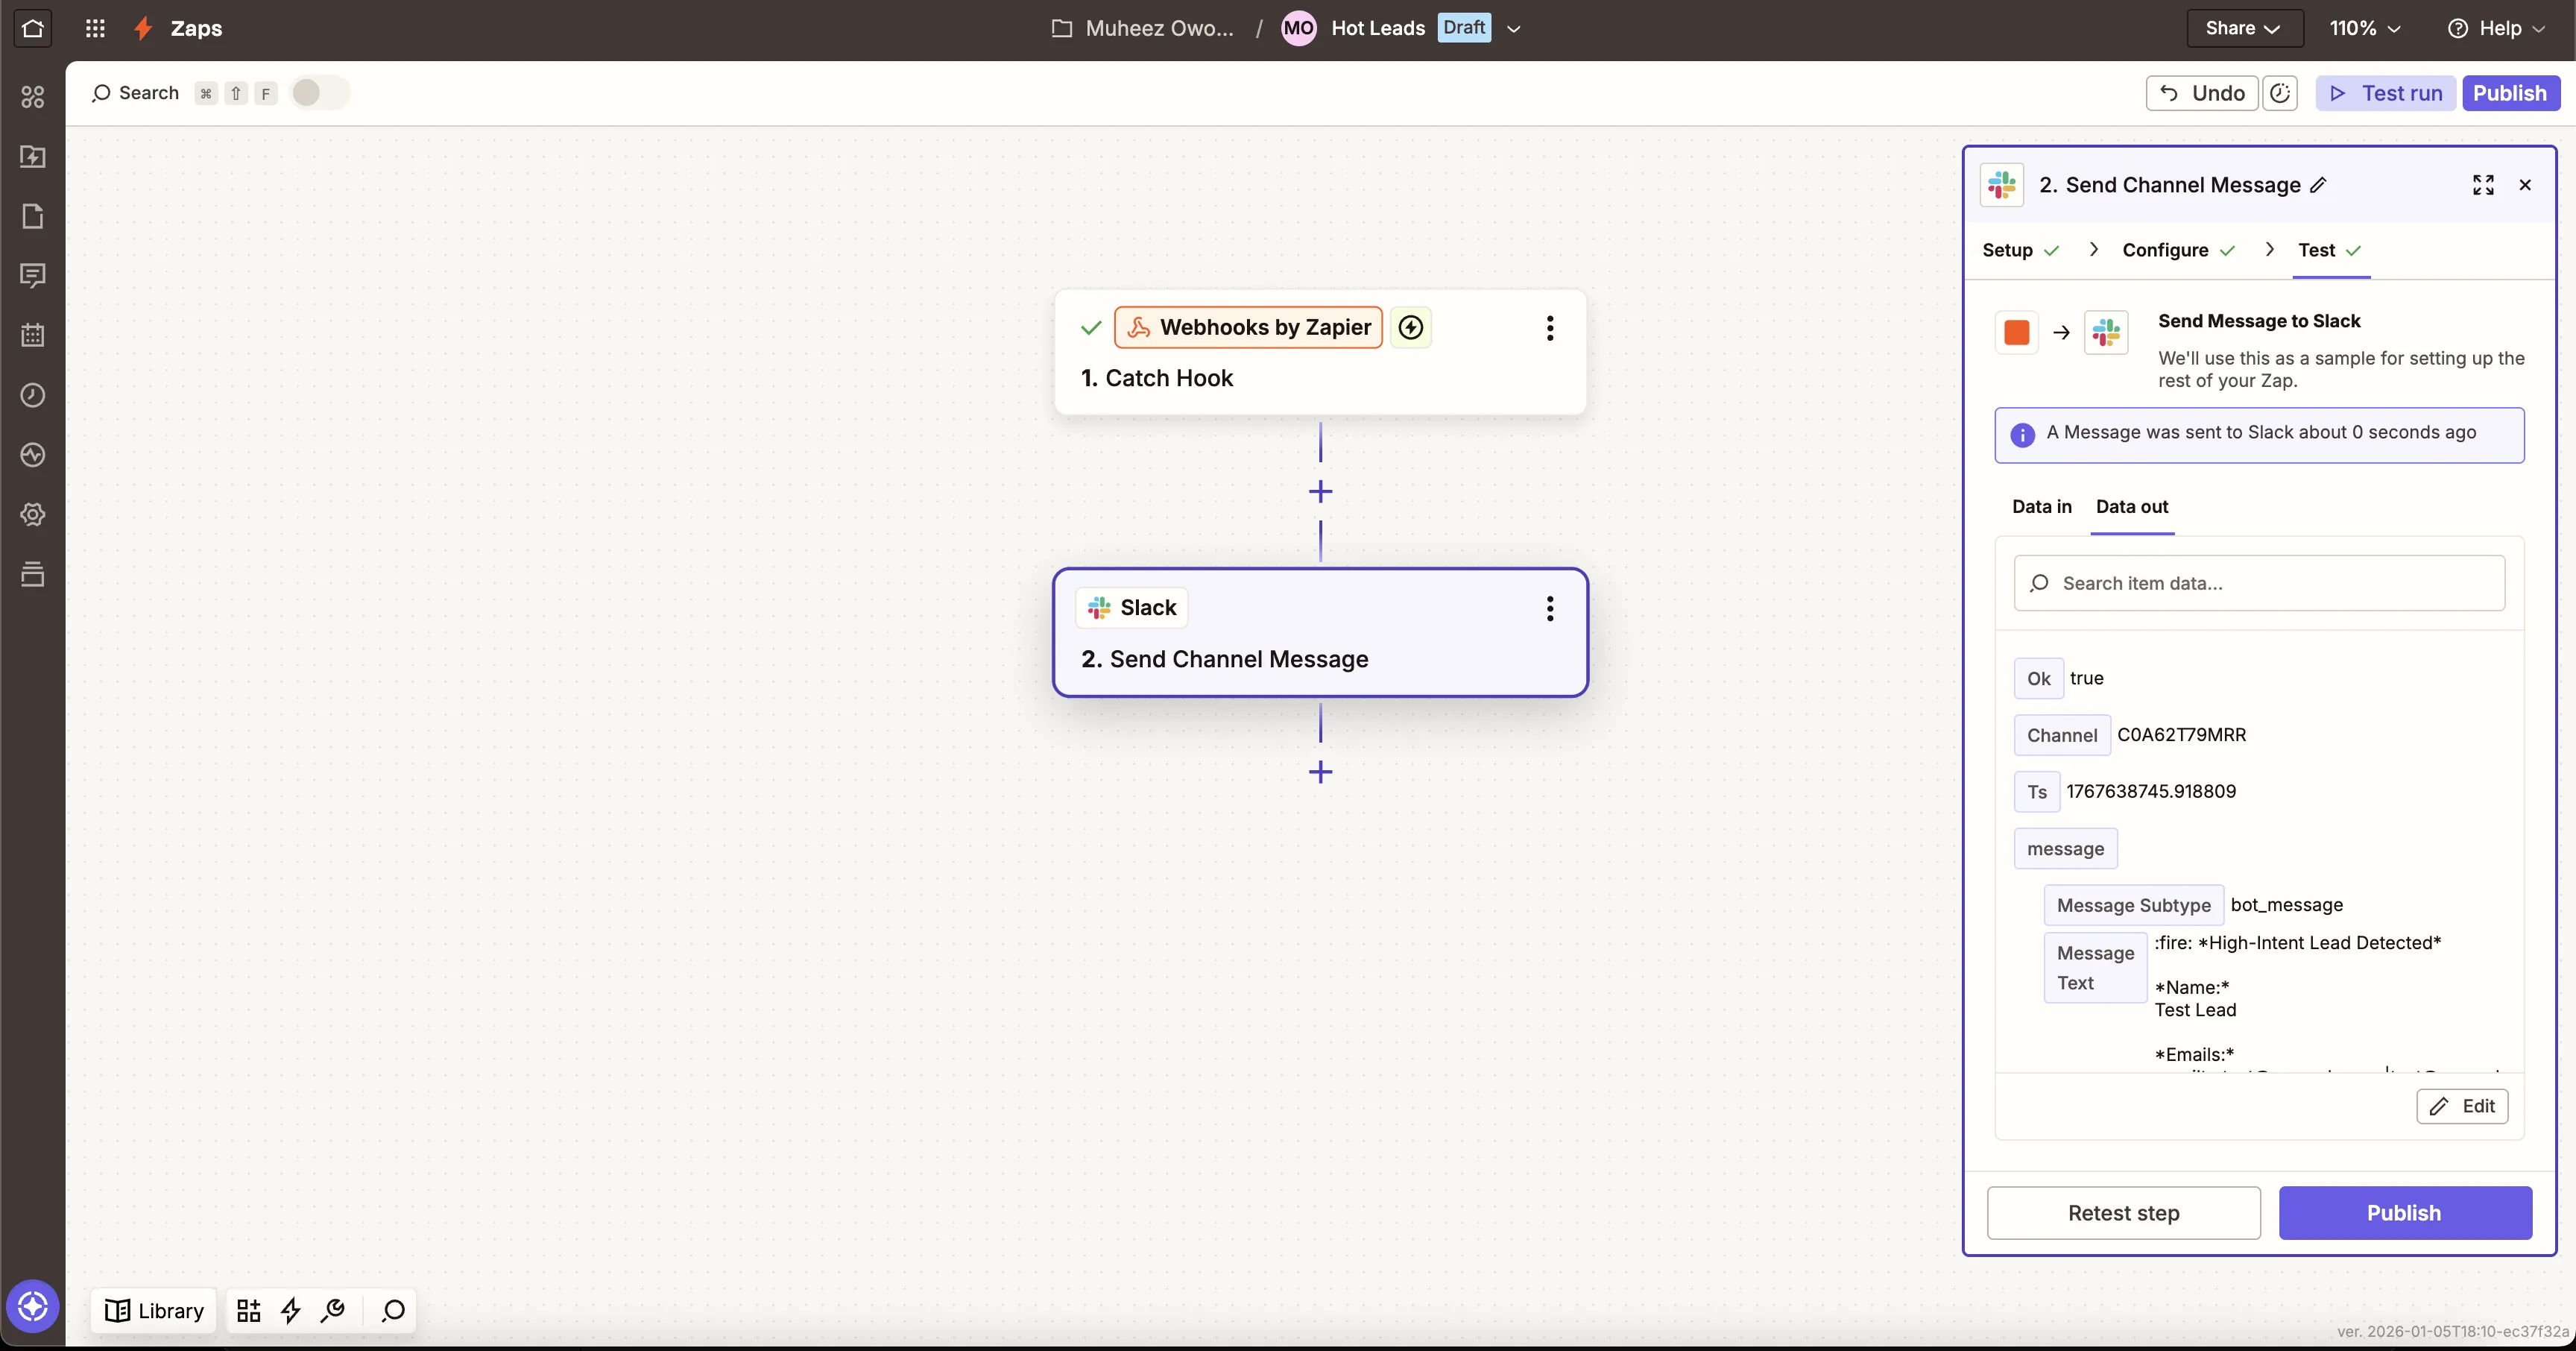 Zaps
Muheez Owo... / MO Hot Leads Draft
Share
110%
Help
Search ⌘ ⇧ F
Undo
Test run
Publish
Webhooks by Zapier
1. Catch Hook
Slack
2. Send Channel Message
2. Send Channel Message
Setup
Configure
Test
Send Message to Slack
We'll use this as a sample for setting up the
rest of your Zap.
A Message was sent to Slack about 0 seconds ago
Data in
Data out
Search item data...
Ok true
Channel C0A62T79MRR
Ts 1767638745.918809
message
Message Subtype bot_message
Message
Text
:fire: *High-Intent Lead Detected*
*Name:*
Test Lead
*Emails:*
Edit
Retest step
Publish
Library
ver. 2026-01-05T18:10-ec37f32a